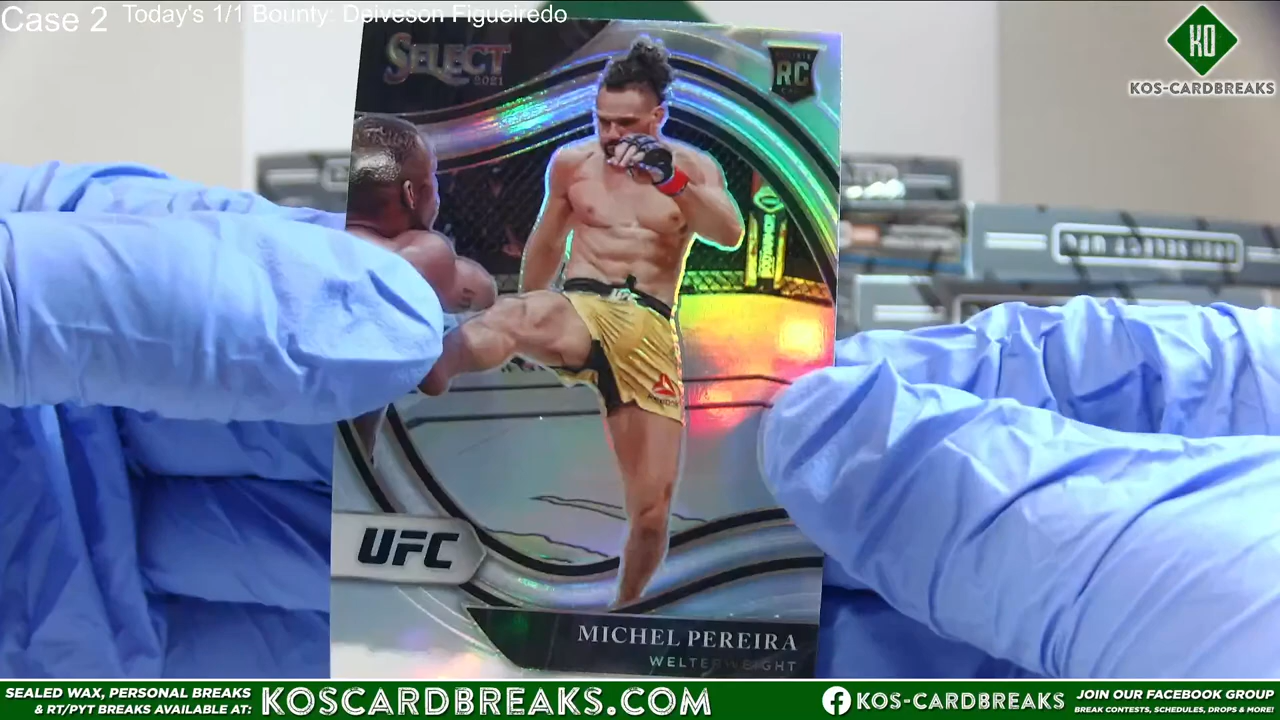 Case 2
Today's 1/1 Bounty: Deiveson Figueiredo
KO
KOS-CARDBREAKS
SELECT
2021
RC
UFC
MICHEL PEREIRA
WELTERWEIGHT
SEALED WAX, PERSONAL BREAKS
& RT/PYT BREAKS AVAILABLE AT:
KOSCARDBREAKS.COM
KOS-CARDBREAKS
JOIN OUR FACEBOOK GROUP
BREAK CONTESTS, SCHEDULES, DROPS & MORE!